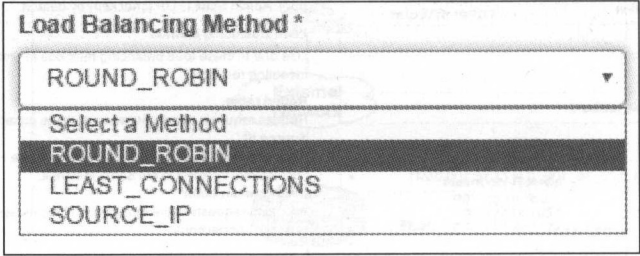 Load Balancing Method *
ROUND_ROBIN
Select a Method
ROUND_ROBIN
LEAST_CONNECTIONS
SOURCE_IP